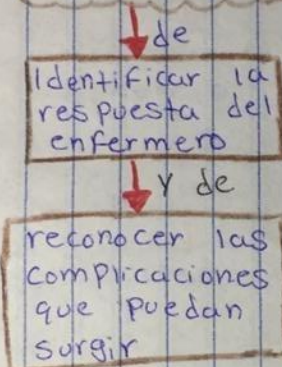 de
Identificar la
respuesta del
enfermero
y de
reconocer las
complicaciones
que puedan
surgir